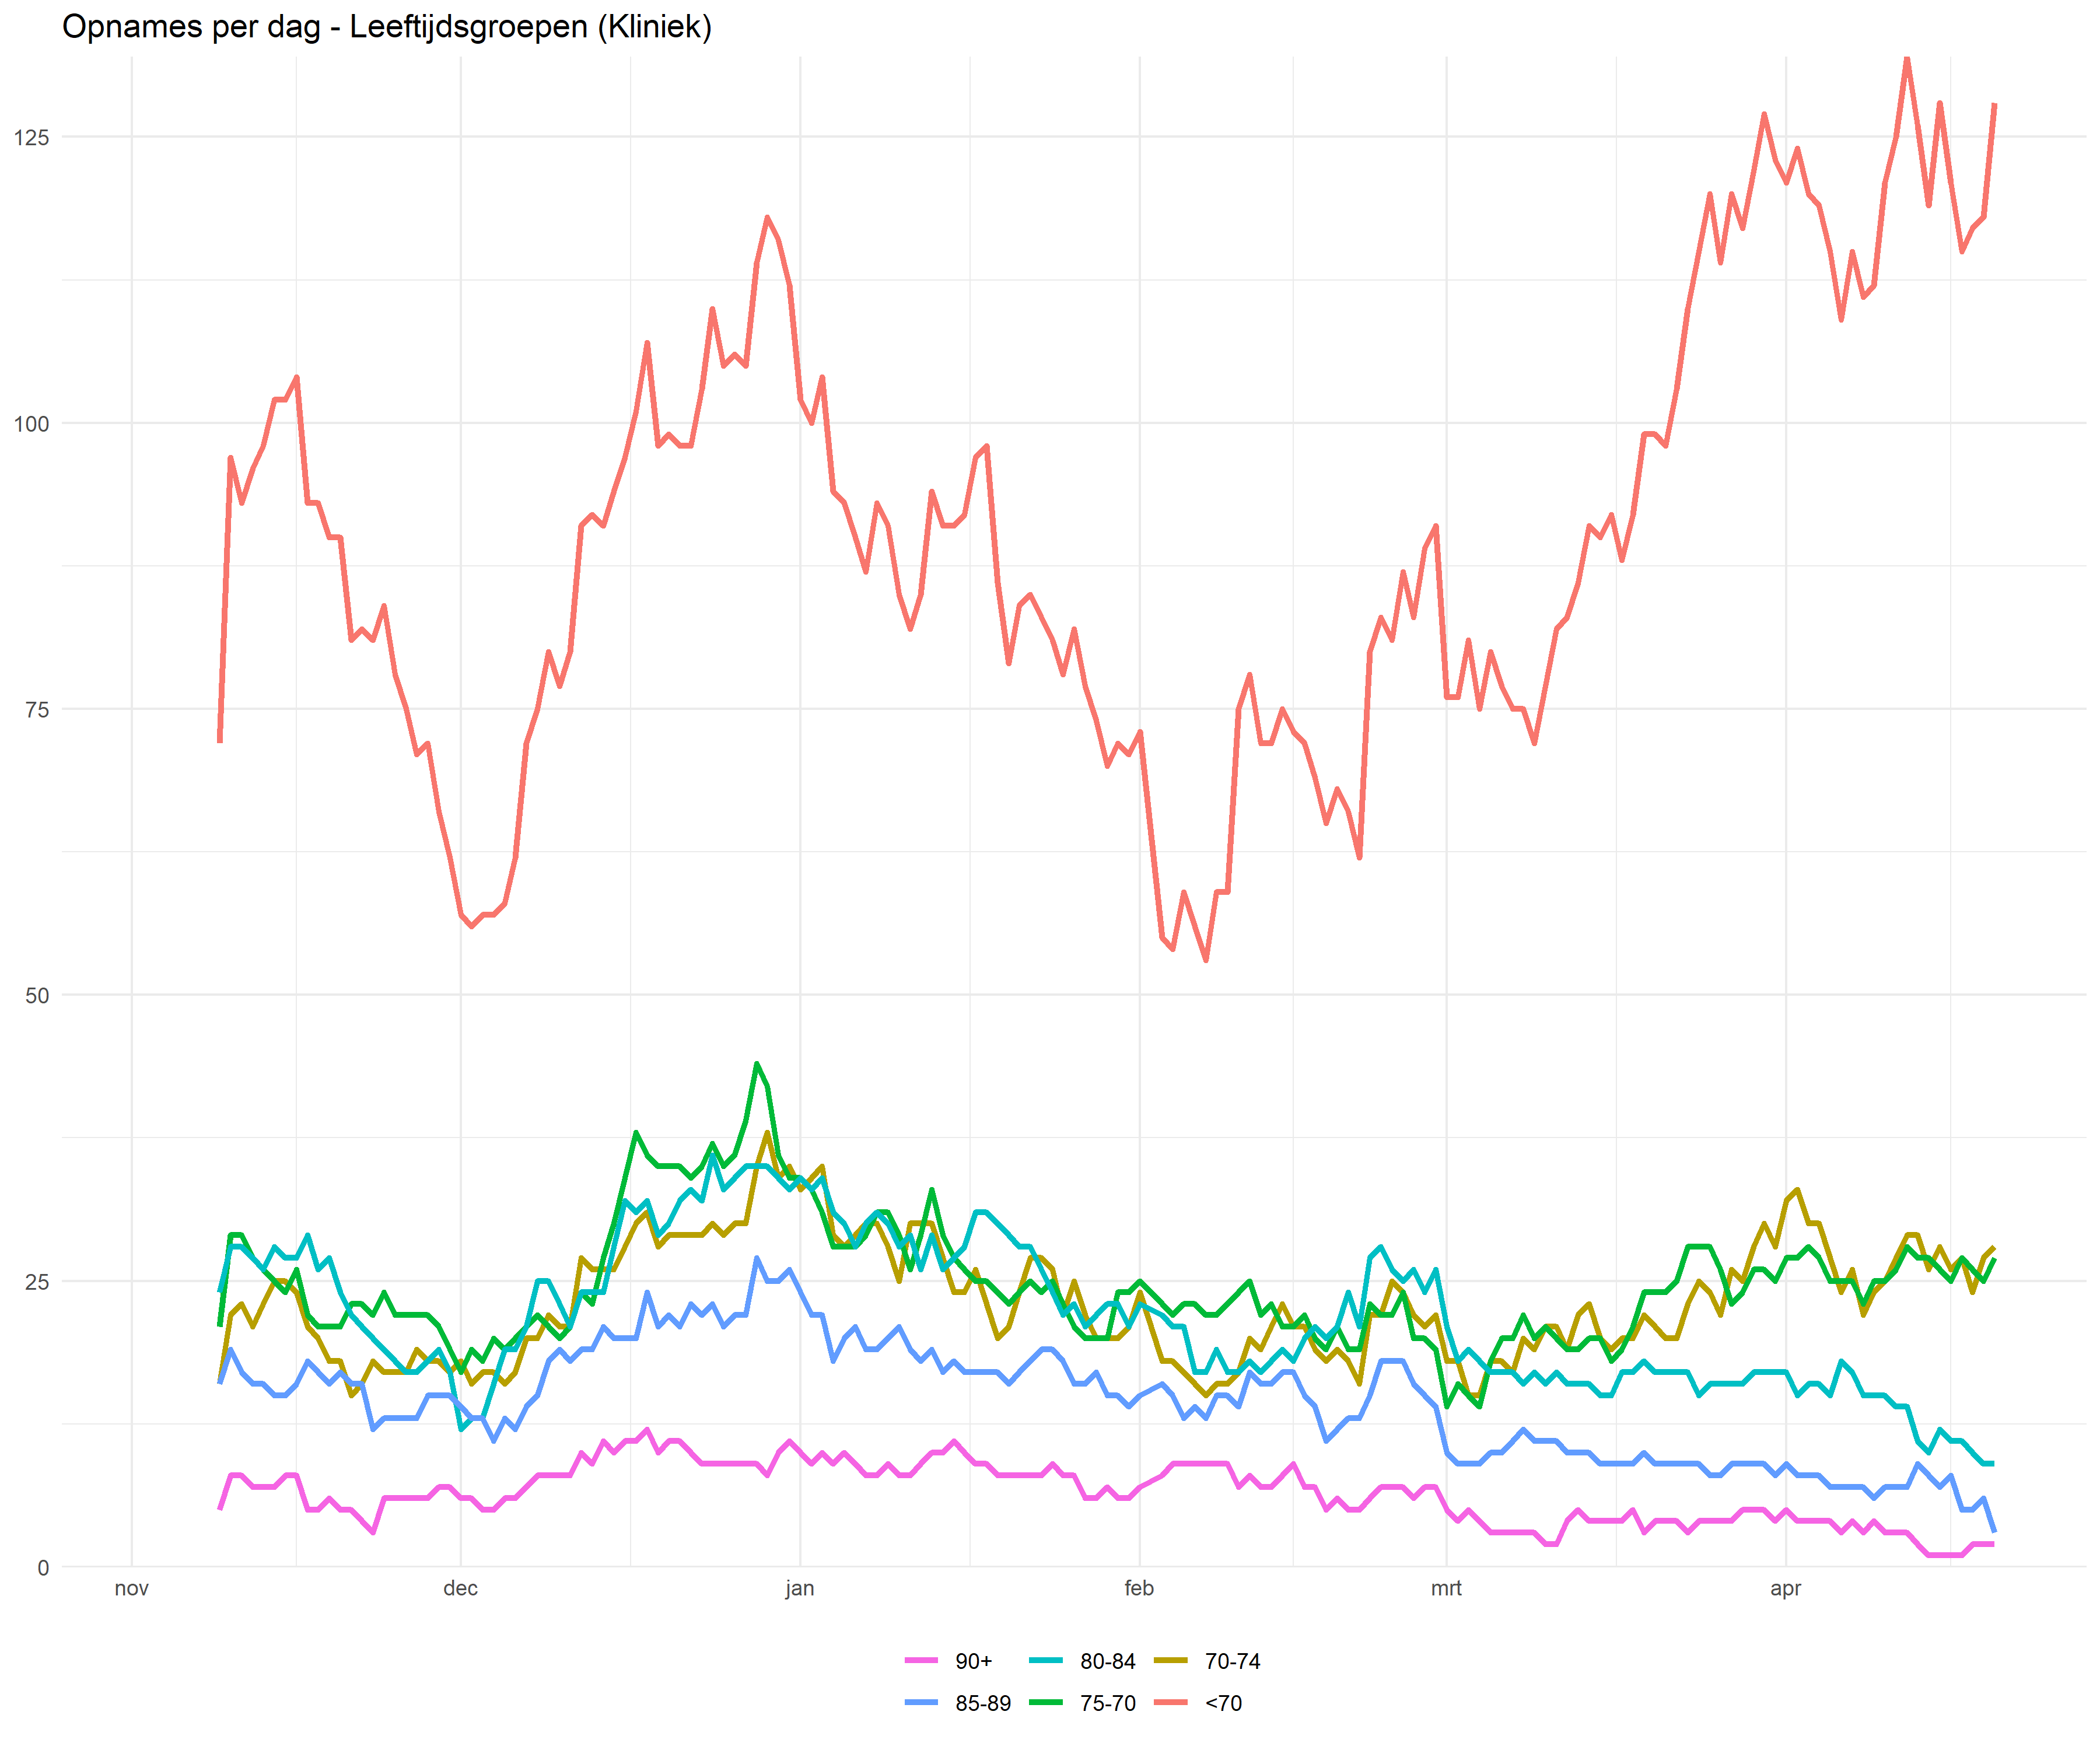 Opnames per dag - Leeftijdsgroepen (Kliniek)
125
100
75
50
25
0
nov dec jan feb mrt apr
90+ 80-84 70-74
85-89 75-70 <70